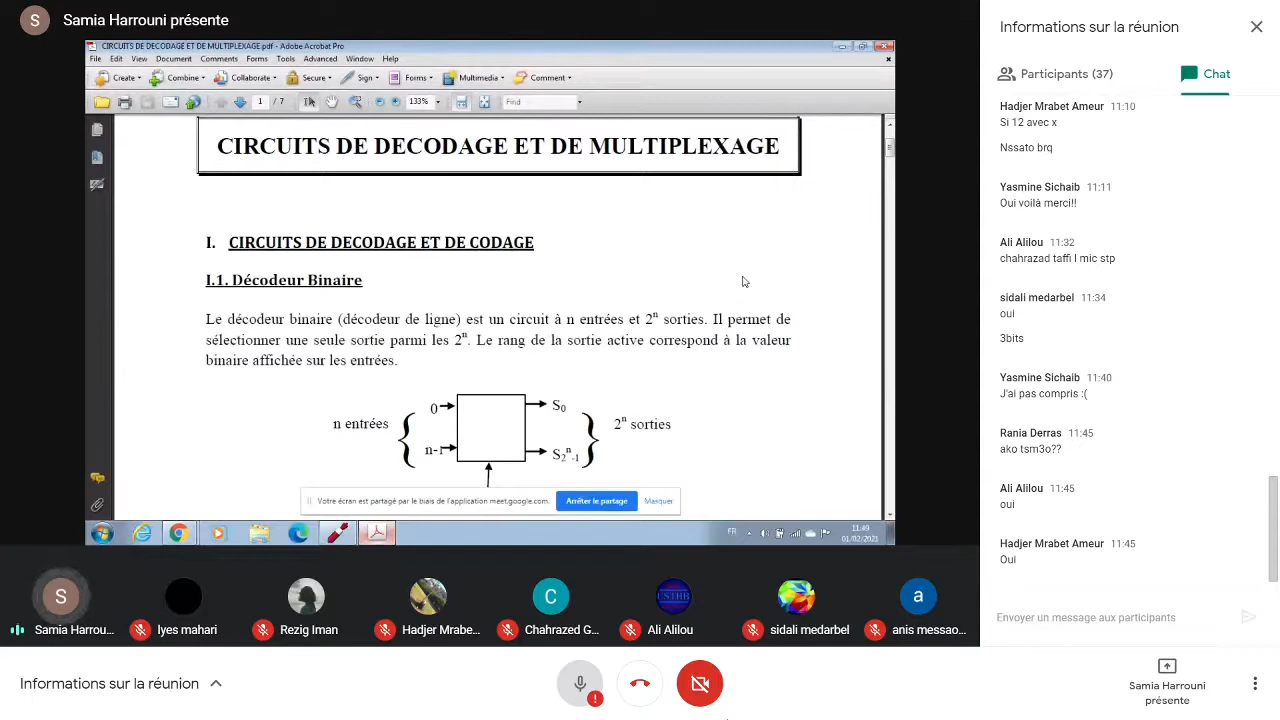 S Samia Harrouni présente
CIRCUITS DE DECODAGE ET DE MULTIPLEXAGE.pdf - Adobe Acrobat Pro
File Edit View Document Comments Forms Tools Advanced Window Help
Create Combine Collaborate Secure Sign Forms Multimedia Comment
1 / 7 133% Find
CIRCUITS DE DECODAGE ET DE MULTIPLEXAGE
I. CIRCUITS DE DECODAGE ET DE CODAGE
I.1. Décodeur Binaire
Le décodeur binaire (décodeur de ligne) est un circuit à n entrées et 2ⁿ sorties. Il permet de
sélectionner une seule sortie parmi les 2ⁿ. Le rang de la sortie active correspond à la valeur
binaire affichée sur les entrées.
0 S₀
n entrées 2ⁿ sorties
n-1 S2ⁿ-1
Votre écran est partagé par le biais de l'application meet.google.com. Arrêter le partage Masquer
FR 11:49
01/02/2021
S lyes mahari Rezig Iman Hadjer Mrabe... C Chahrazed G... USTHB Ali Alilou sidali medarbel a anis messao...
Samia Harrou...
Informations sur la réunion
Samia Harrouni
présente
Informations sur la réunion
Participants (37) Chat
Hadjer Mrabet Ameur 11:10
Si 12 avec x
Nssato brq
Yasmine Sichaib 11:11
Oui voilà merci!!
Ali Alilou 11:32
chahrazad taffi l mic stp
sidali medarbel 11:34
oui
3bits
Yasmine Sichaib 11:40
J'ai pas compris :(
Rania Derras 11:45
ako tsm3o??
Ali Alilou 11:45
oui
Hadjer Mrabet Ameur 11:45
Oui
Envoyer un message aux participants